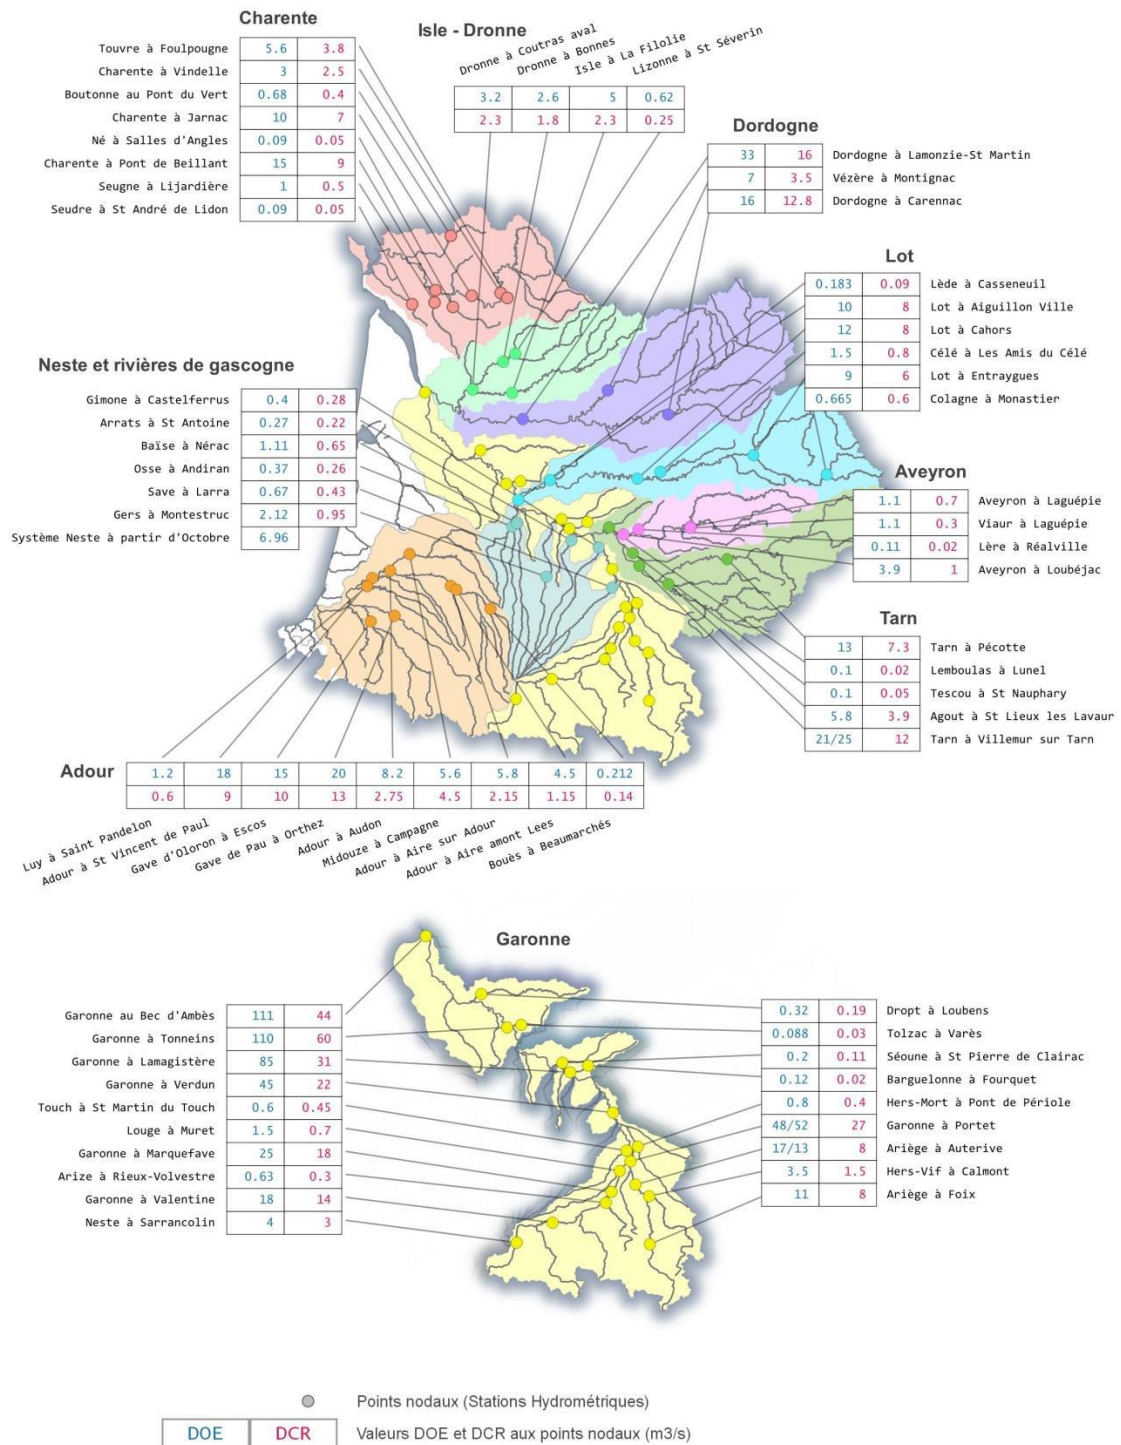 Charente
Touvre à Foulpougne 5.6 3.8
Charente à Vindelle 3 2.5
Boutonne au Pont du Vert 0.68 0.4
Charente à Jarnac 10 7
Né à Salles d'Angles 0.09 0.05
Charente à Pont de Beillant 15 9
Seugne à Lijardière 1 0.5
Seudre à St André de Lidon 0.09 0.05
Isle - Dronne
Dronne à Coutras aval
Dronne à Bonnes
Isle à La Filolie
Lizonne à St Séverin
3.2 2.6 5 0.62
2.3 1.8 2.3 0.25
Dordogne
33 16 Dordogne à Lamonzie-St Martin
7 3.5 Vézère à Montignac
16 12.8 Dordogne à Carennac
Lot
0.183 0.09 Lède à Casseneuil
10 8 Lot à Aiguillon Ville
12 8 Lot à Cahors
1.5 0.8 Célé à Les Amis du Célé
9 6 Lot à Entraygues
0.665 0.6 Colagne à Monastier
Neste et rivières de gascogne
Gimone à Castelferrus 0.4 0.28
Arrats à St Antoine 0.27 0.22
Baïse à Nérac 1.11 0.65
Osse à Andiran 0.37 0.26
Save à Larra 0.67 0.43
Gers à Montestruc 2.12 0.95
Système Neste à partir d'Octobre 6.96
Aveyron
1.1 0.7 Aveyron à Laguépie
1.1 0.3 Viaur à Laguépie
0.11 0.02 Lère à Réalville
3.9 1 Aveyron à Loubéjac
Tarn
13 7.3 Tarn à Pécotte
0.1 0.02 Lemboulas à Lunel
0.1 0.05 Tescou à St Nauphary
5.8 3.9 Agout à St Lieux les Lavaur
21/25 12 Tarn à Villemur sur Tarn
Adour
1.2 18 15 20 8.2 5.6 5.8 4.5 0.212
0.6 9 10 13 2.75 4.5 2.15 1.15 0.14
Luy à Saint Pandelon
Adour à St Vincent de Paul
Gave d'Oloron à Escos
Gave de Pau à Orthez
Adour à Audon
Midouze à Campagne
Adour à Aire sur Adour
Adour à Aire amont Lees
Bouès à Beaumarchés
Garonne
Garonne au Bec d'Ambès 111 44
Garonne à Tonneins 110 60
Garonne à Lamagistère 85 31
Garonne à Verdun 45 22
Touch à St Martin du Touch 0.6 0.45
Louge à Muret 1.5 0.7
Garonne à Marquefave 25 18
Arize à Rieux-Volvestre 0.63 0.3
Garonne à Valentine 18 14
Neste à Sarrancolin 4 3
0.32 0.19 Dropt à Loubens
0.088 0.03 Tolzac à Varès
0.2 0.11 Séoune à St Pierre de Clairac
0.12 0.02 Barguelonne à Fourquet
0.8 0.4 Hers-Mort à Pont de Périole
48/52 27 Garonne à Portet
17/13 8 Ariège à Auterive
3.5 1.5 Hers-Vif à Calmont
11 8 Ariège à Foix
Points nodaux (Stations Hydrométriques)
DOE DCR Valeurs DOE et DCR aux points nodaux (m3/s)